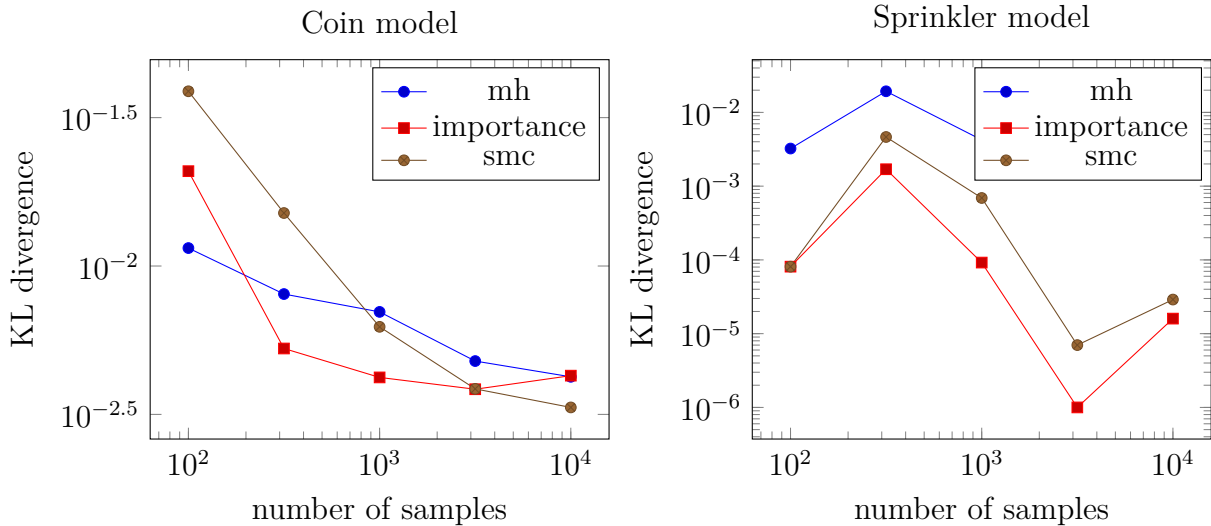 Coin model
KL divergence
10^−1.5
10^−2
10^−2.5
10^2
10^3
10^4
number of samples
mh
importance
smc
Sprinkler model
KL divergence
10^−2
10^−3
10^−4
10^−5
10^−6
10^2
10^3
10^4
number of samples
mh
importance
smc